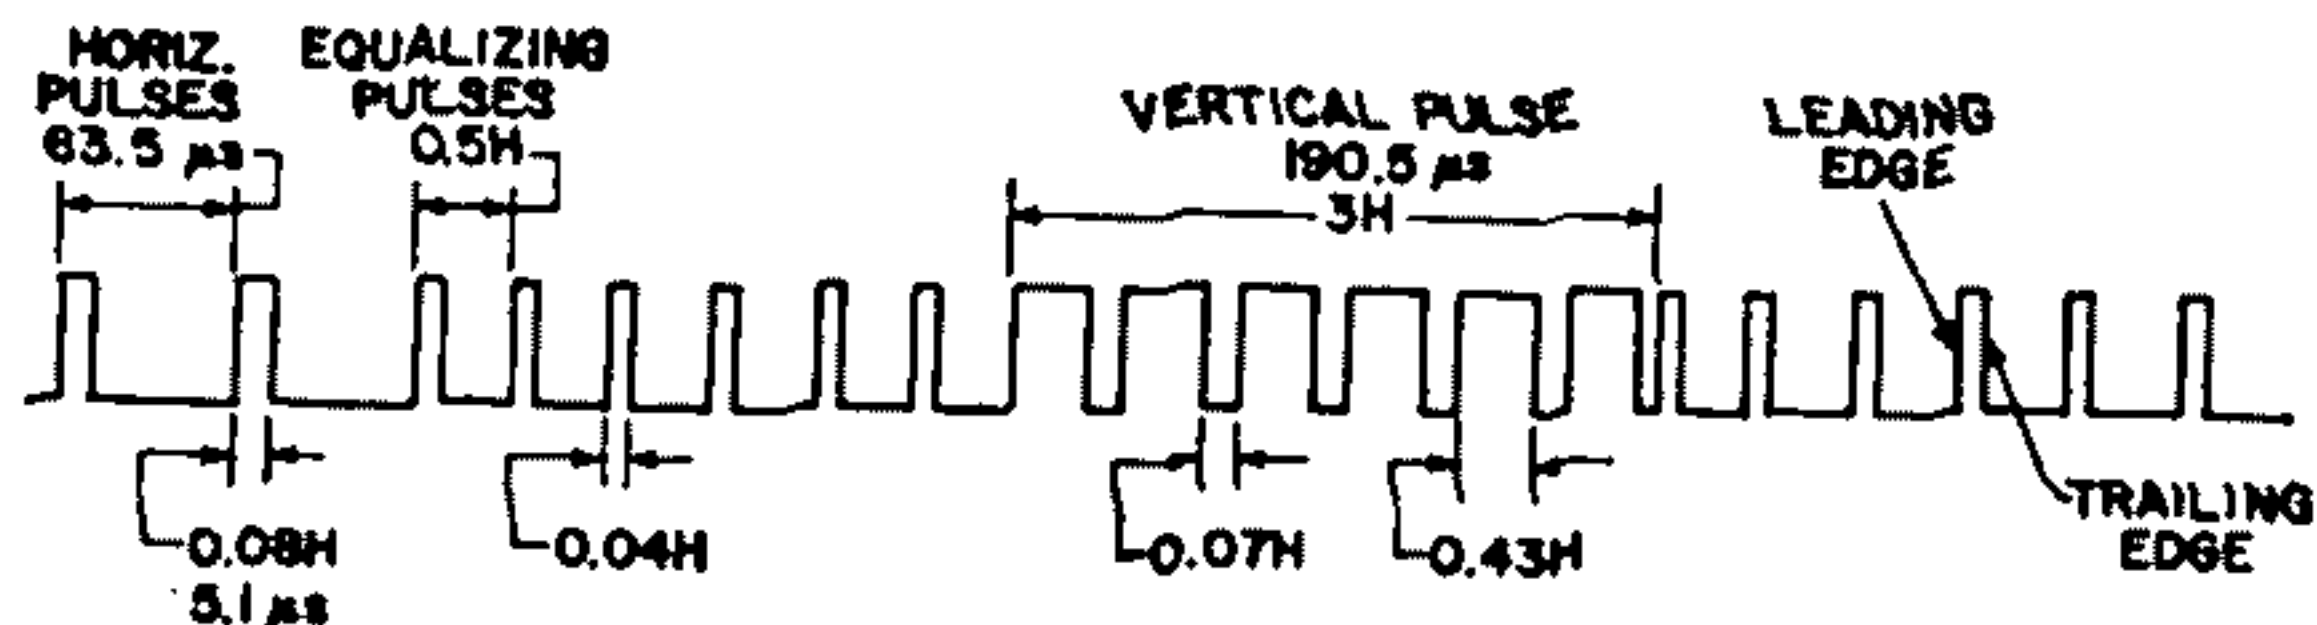 HORIZ.
PULSES
63.5 µs
EQUALIZING
PULSES
0.5H
VERTICAL PULSE
190.5 µs
3H
LEADING
EDGE
0.08H
5.1 µs
0.04H
0.07H
0.43H
TRAILING
EDGE